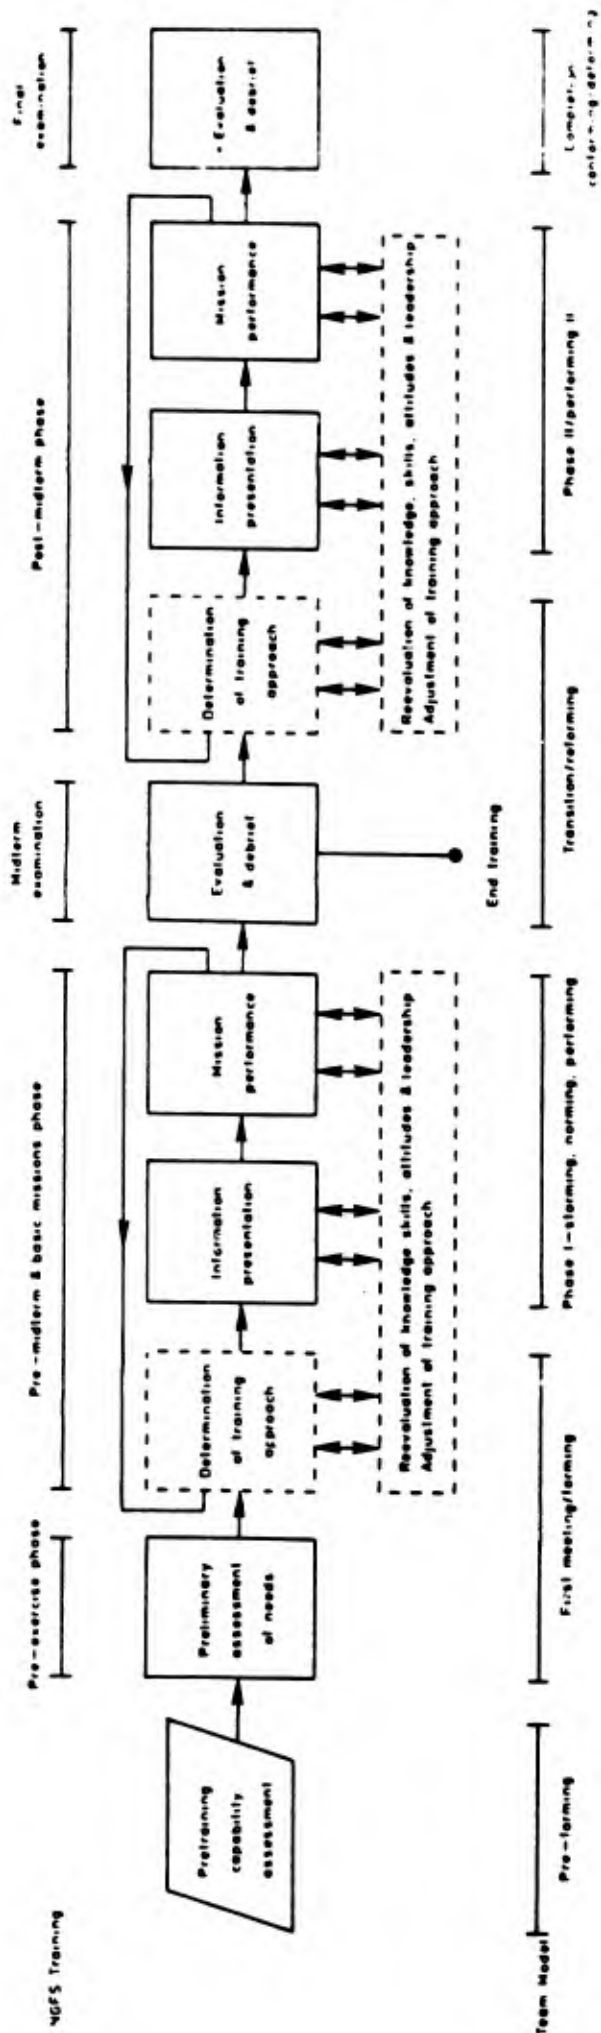 NGFS Training
Pre-exercise phase
Pre-midterm & basic missions phase
Midterm
examination
Post-midterm phase
Final
examination
Pretraining
capability
assessment
Preliminary
assessment
of needs
Determination
of training
approach
Information
presentation
Mission
performance
Evaluation
& debrief
Determination
of training
approach
Information
presentation
Mission
performance
Evaluation
& debrief
Reevaluation of knowledge skills, attitudes & leadership
Adjustment of training approach
End training
Reevaluation of knowledge, skills, attitudes & leadership
Adjustment of training approach
Team Model
Pre-forming
First meeting/forming
Phase I-storming, norming, performing
Transition/reforming
Phase II/performing II
Completion
conforming/deforming